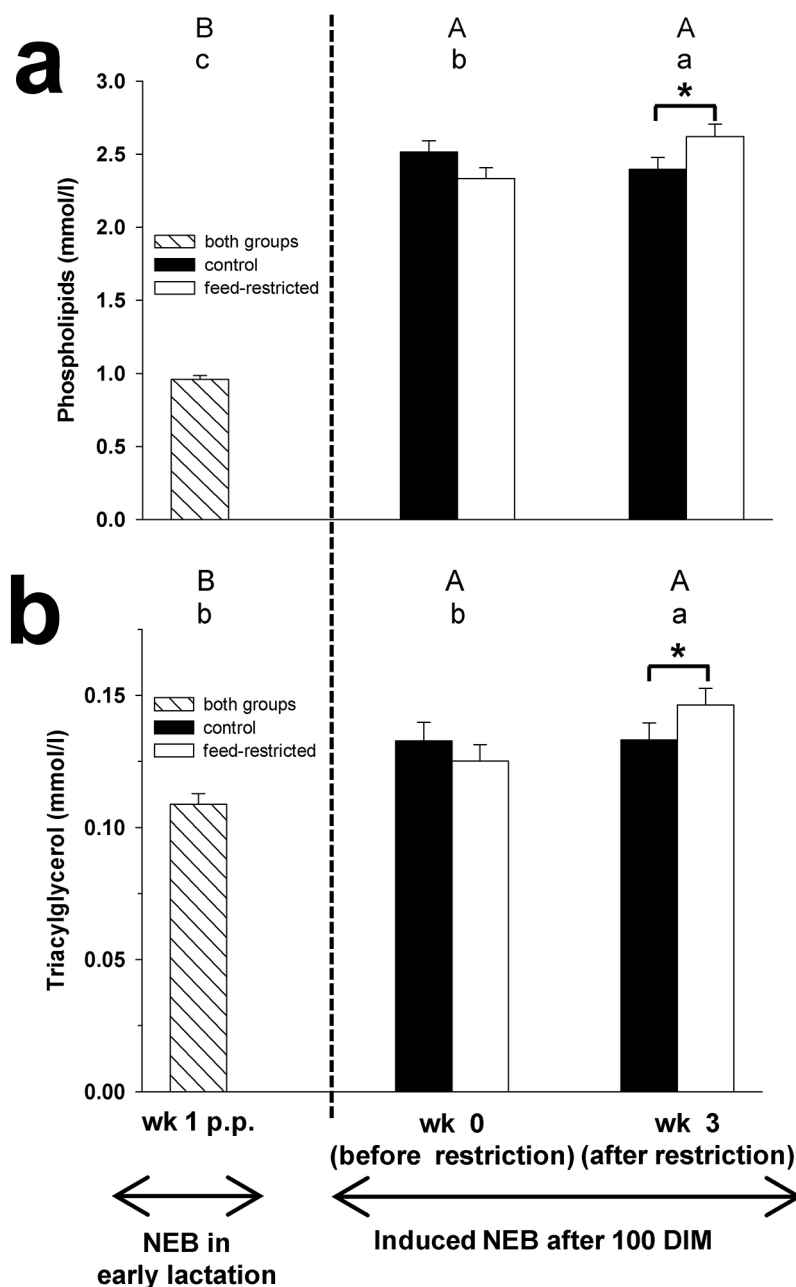 a
B A A
c b a
*
3.0
2.5
2.0
1.5
1.0
0.5
0.0
Phospholipids (mmol/l)
both groups
control
feed-restricted
b
B A A
b b a
*
0.15
0.10
0.05
0.00
Triacylglycerol (mmol/l)
both groups
control
feed-restricted
wk 1 p.p. wk 0 wk 3
(before restriction) (after restriction)
NEB in
early lactation
Induced NEB after 100 DIM